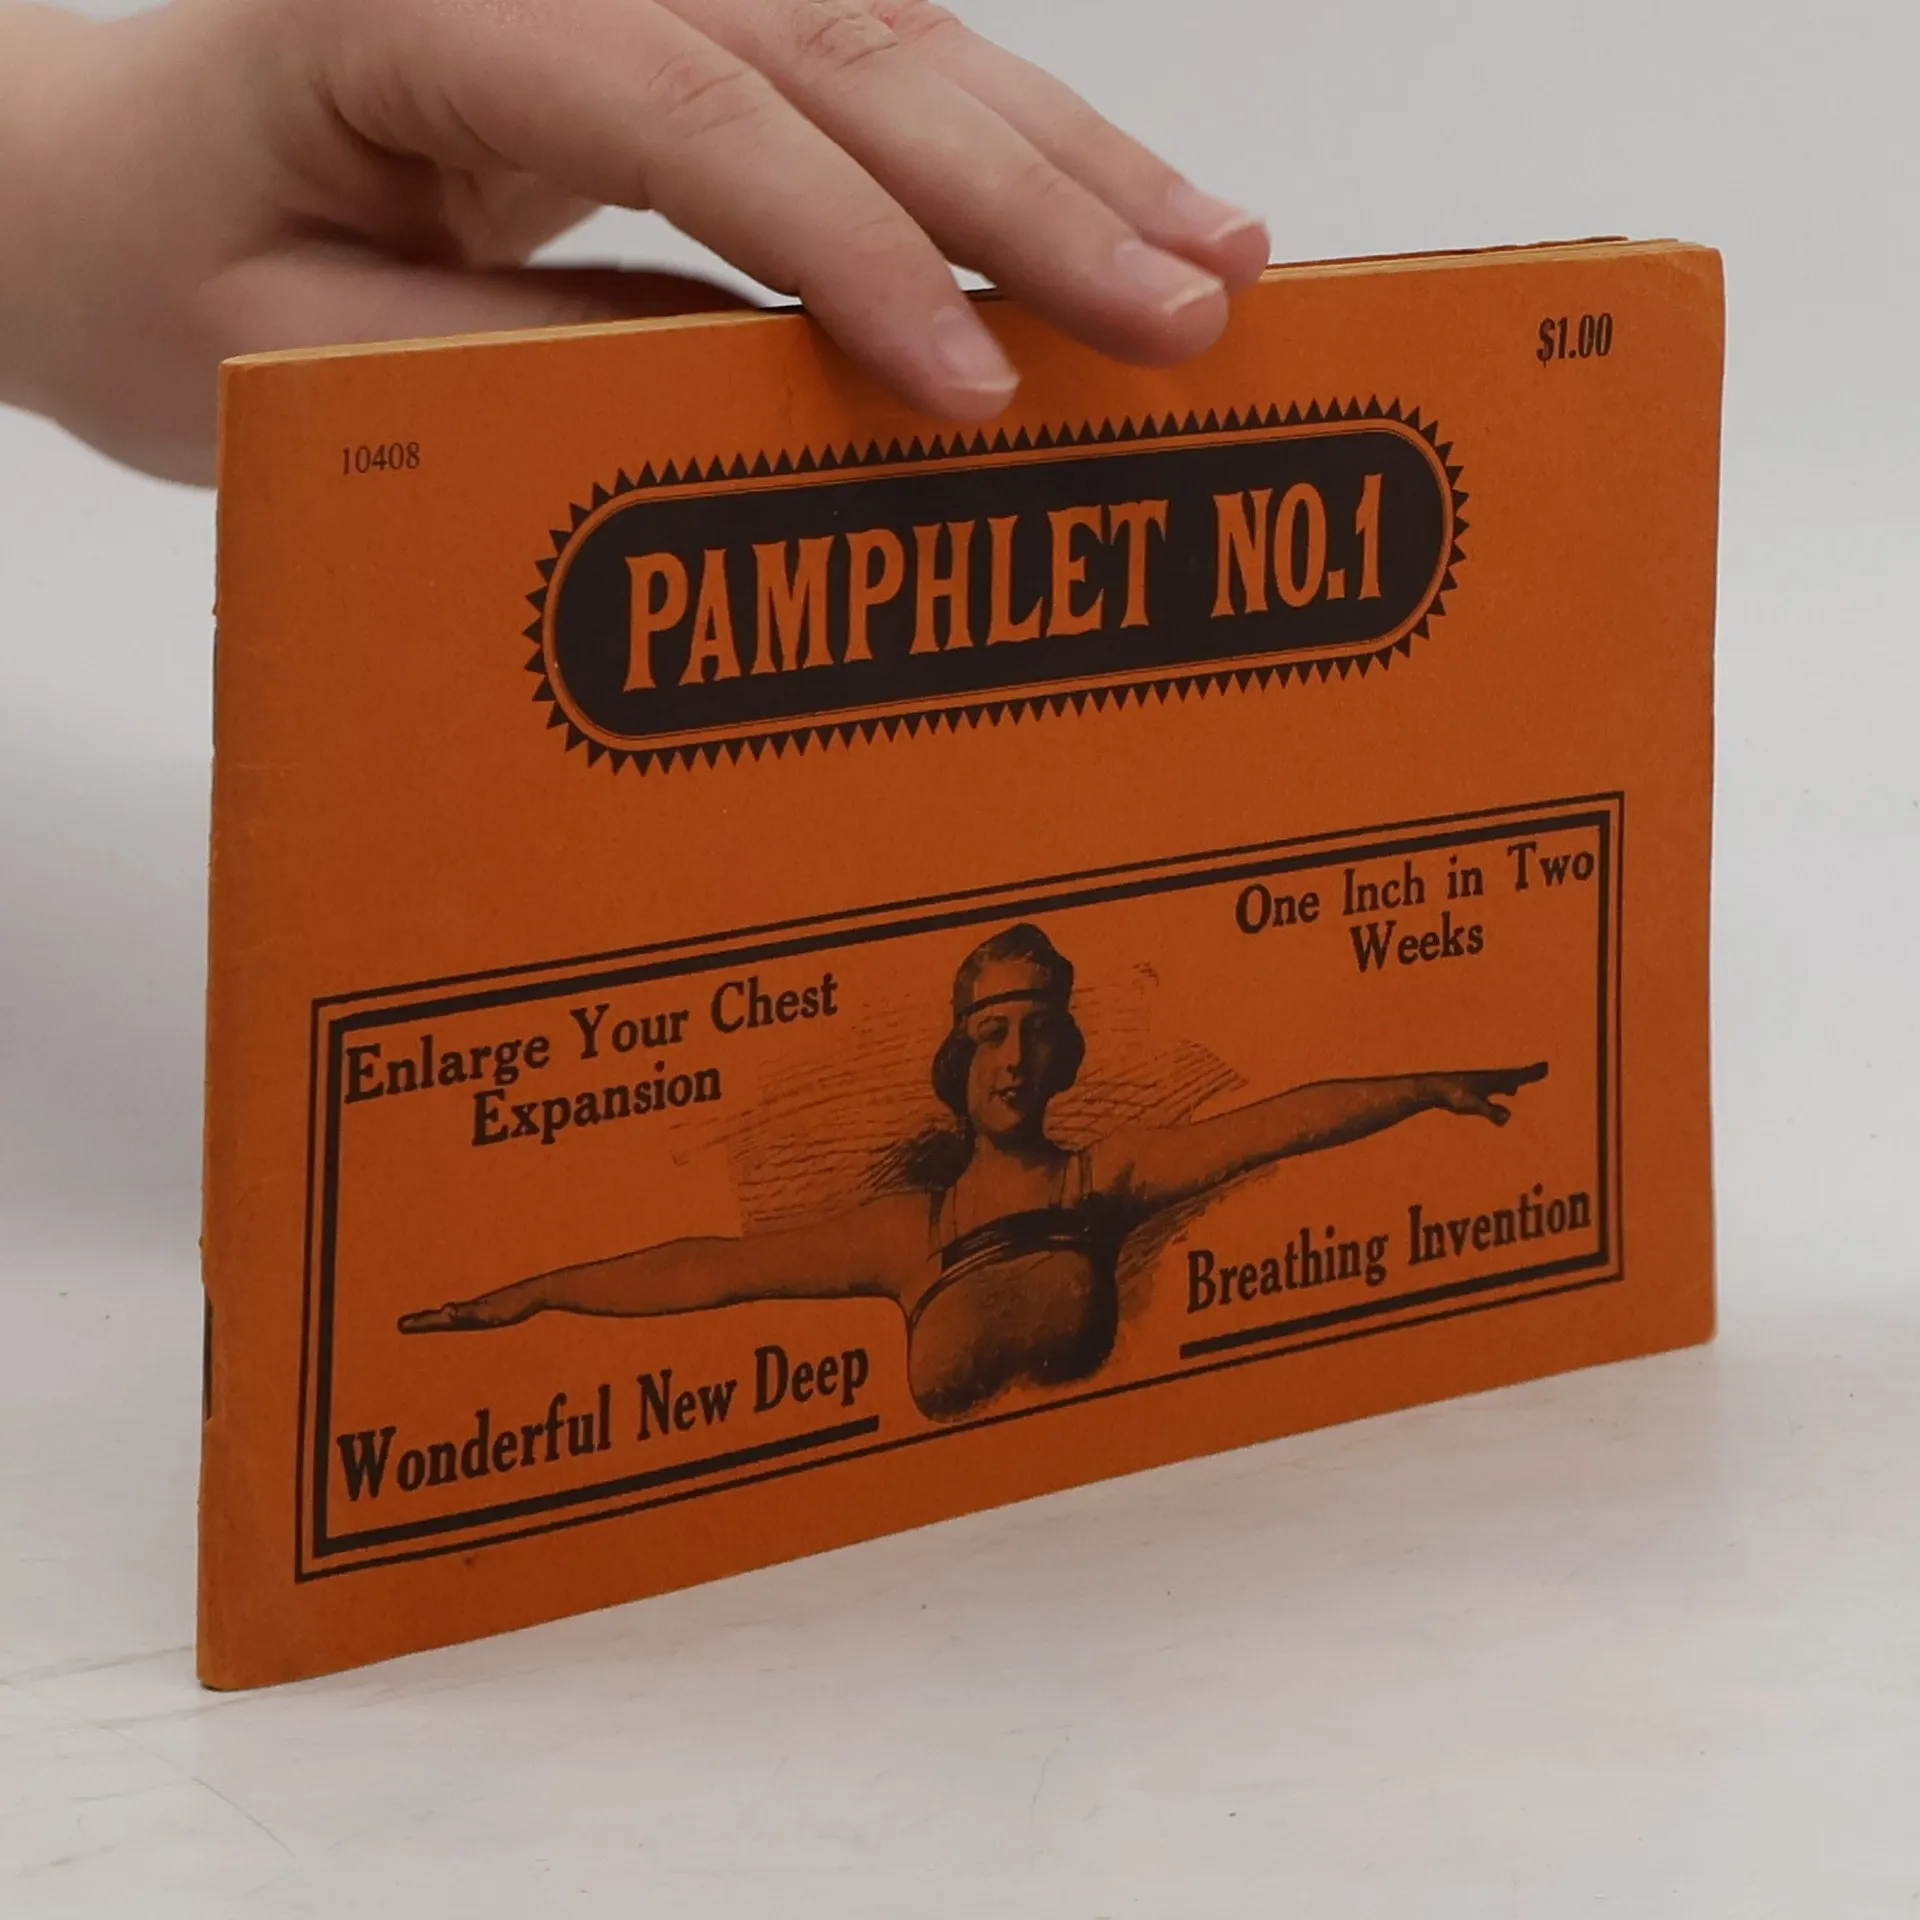 $1.00
10408
PAMPHLET NO.1
Enlarge Your Chest
Expansion
One Inch in Two
Weeks
Wonderful New Deep
Breathing Invention